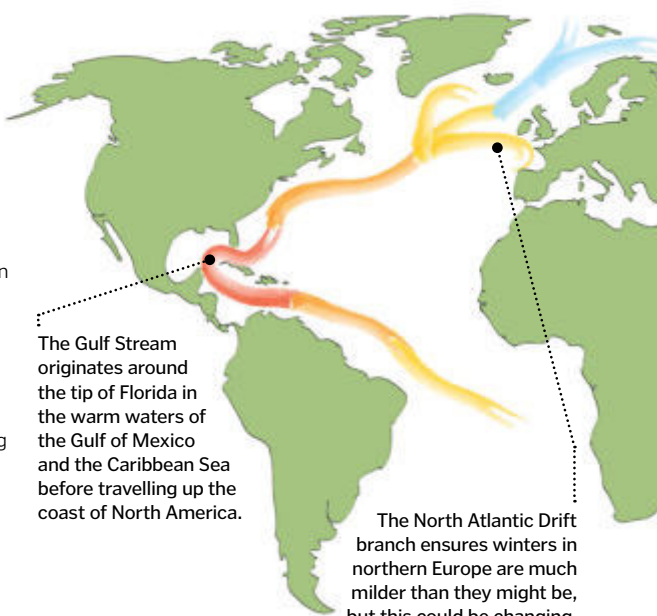 n
g
The Gulf Stream
originates around
the tip of Florida in
the warm waters of
the Gulf of Mexico
and the Caribbean Sea
before travelling up the
coast of North America.
The North Atlantic Drift
branch ensures winters in
northern Europe are much
milder than they might be,
but this could be changing.